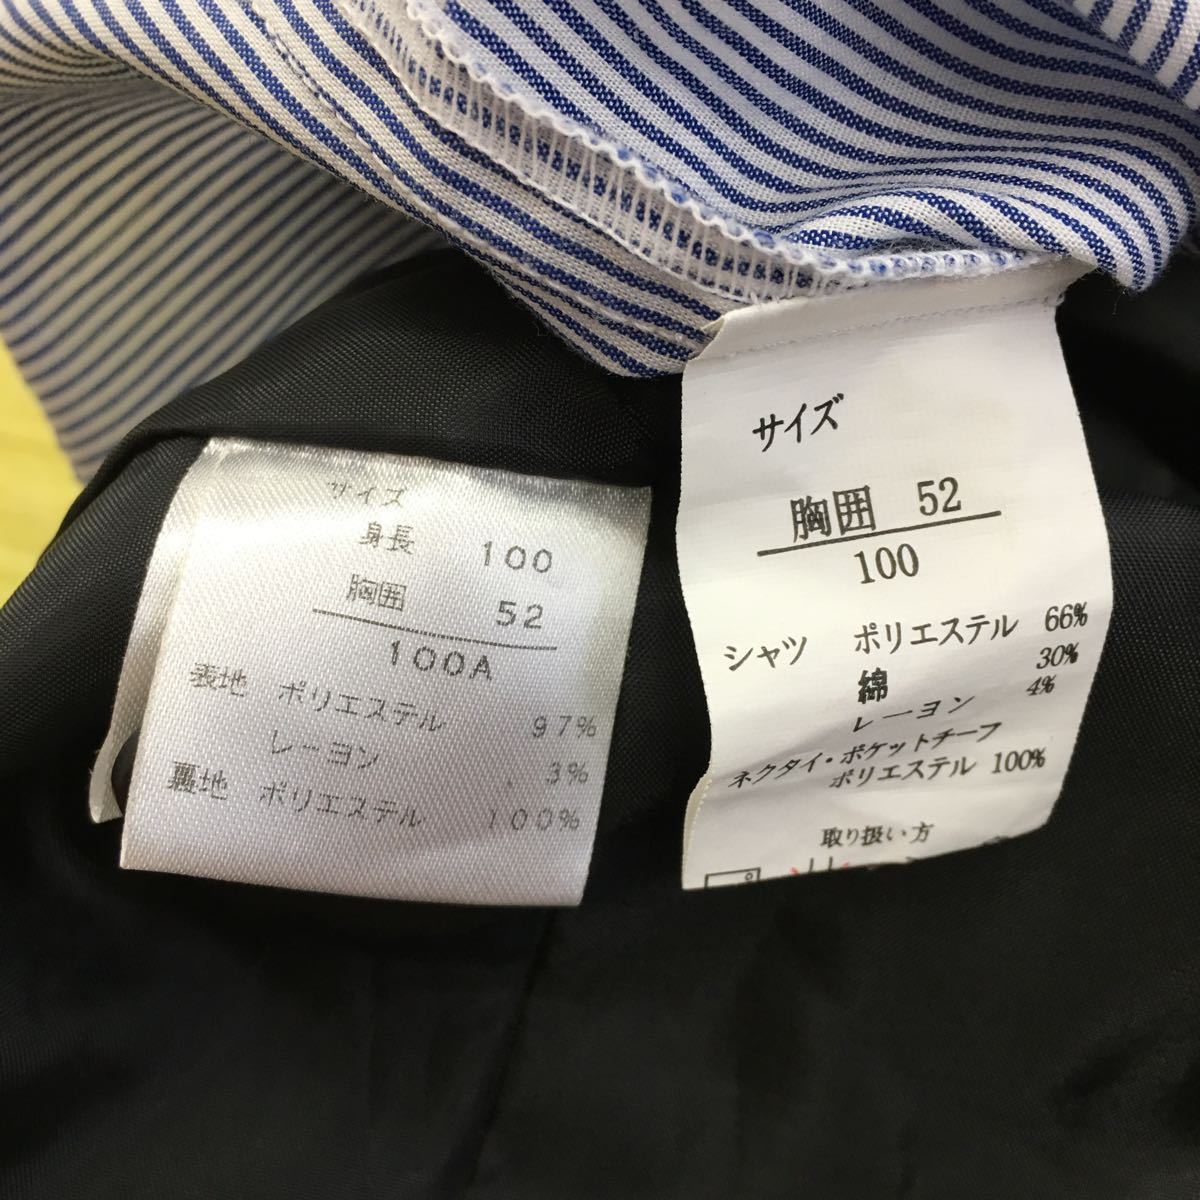 サイズ
身長 100
胸囲 52
100A
表地 ポリエステル 97%
レーヨン 3%
裏地 ポリエステル 100%
サイズ
胸囲 52
100
シャツ ポリエステル 66%
綿 30%
レーヨン 4%
ネクタイ・ポケットチーフ
ポリエステル 100%
取り扱い方